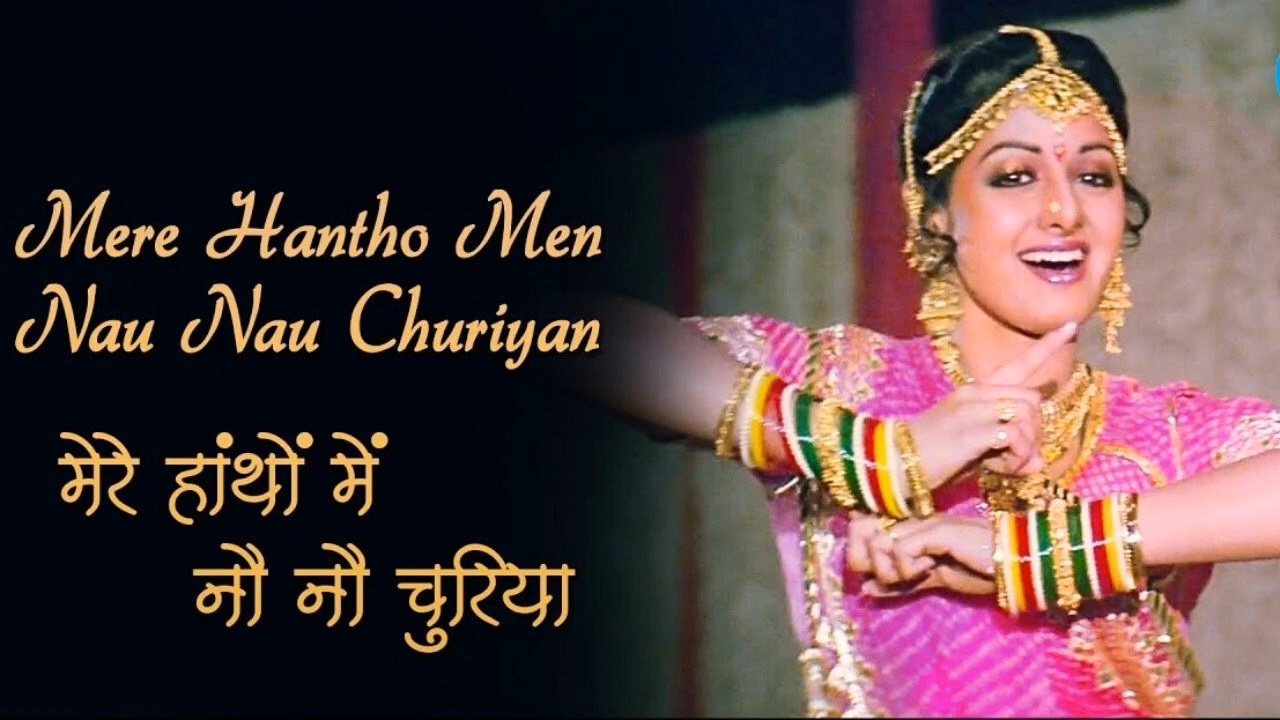 Mere Hantho Men
Nau Nau Churiyan
मेरे हांथों में
नौ नौ चुरिया